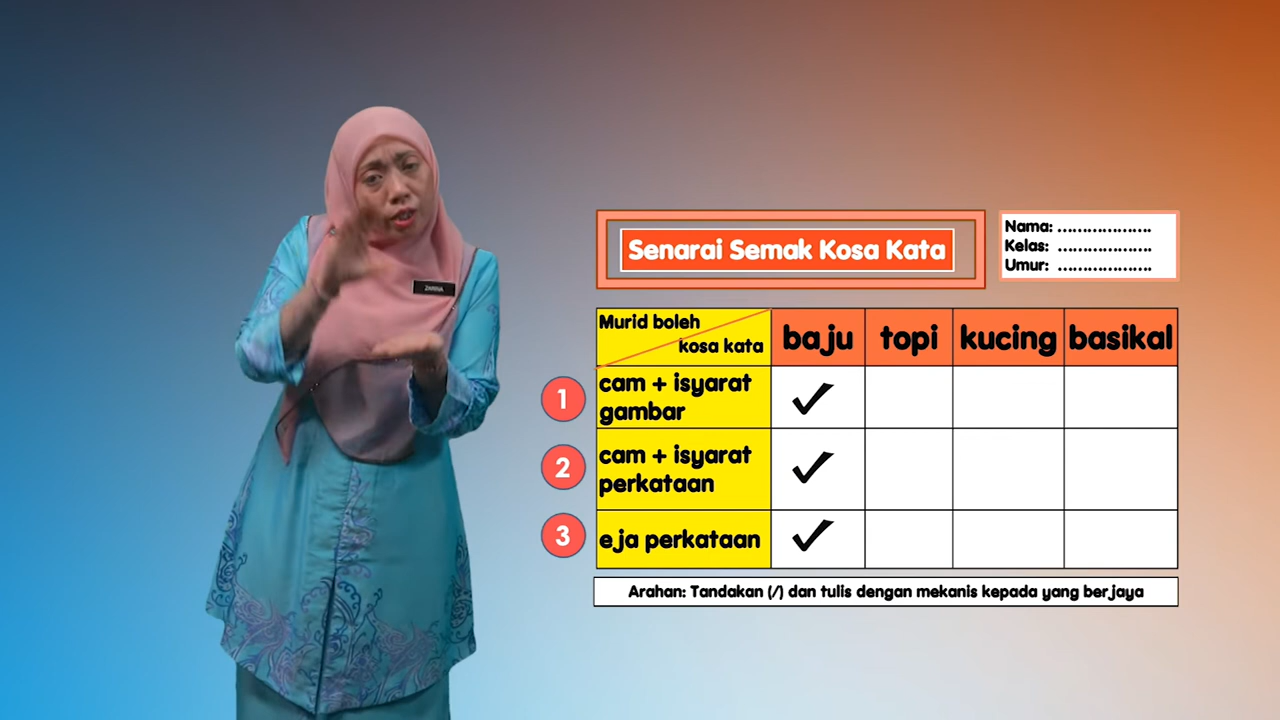 ZARINA
Senarai Semak Kosa Kata
Nama: ...................
Kelas: ...................
Umur: ...................
Murid boleh
kosa kata
baju topi kucing basikal
1 cam + isyarat
gambar
2 cam + isyarat
perkataan
3 eja perkataan
Arahan: Tandakan (/) dan tulis dengan mekanis kepada yang berjaya